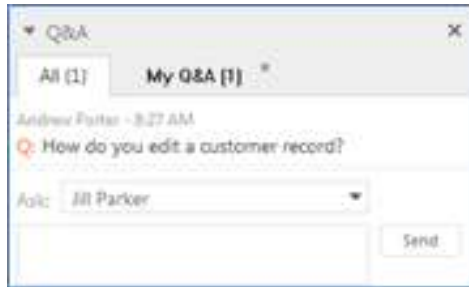 Q&A
All (1) My Q&A (1)
Andrew Porter - 8:27 AM
Q: How do you edit a customer record?
Ask: Jill Parker
Send